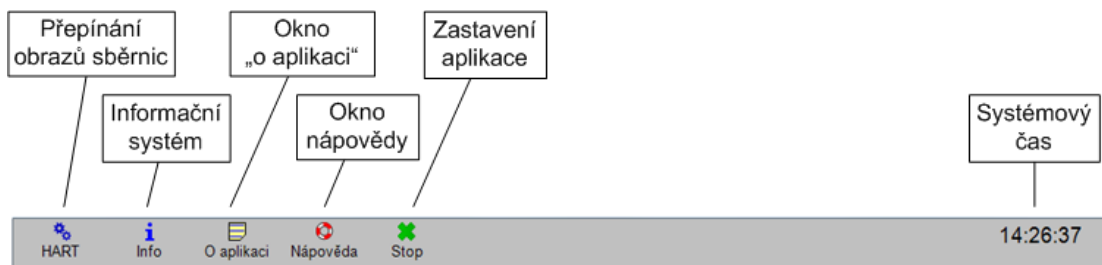 Přepínání
obrazů sběrnic
Okno
„o aplikaci“
Zastavení
aplikace
Informační
systém
Okno
nápovědy
Systémový
čas
HART
Info
O aplikaci
Nápověda
Stop
14:26:37